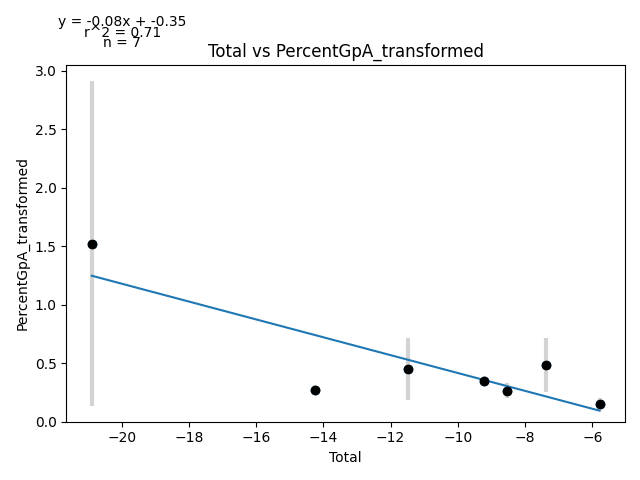 y = -0.08x + -0.35
r^2 = 0.71
n = 7
Total vs PercentGpA_transformed
3.0
2.5
2.0
1.5
1.0
0.5
0.0
PercentGpA_transformed
−20 −18 −16 −14 −12 −10 −8 −6
Total